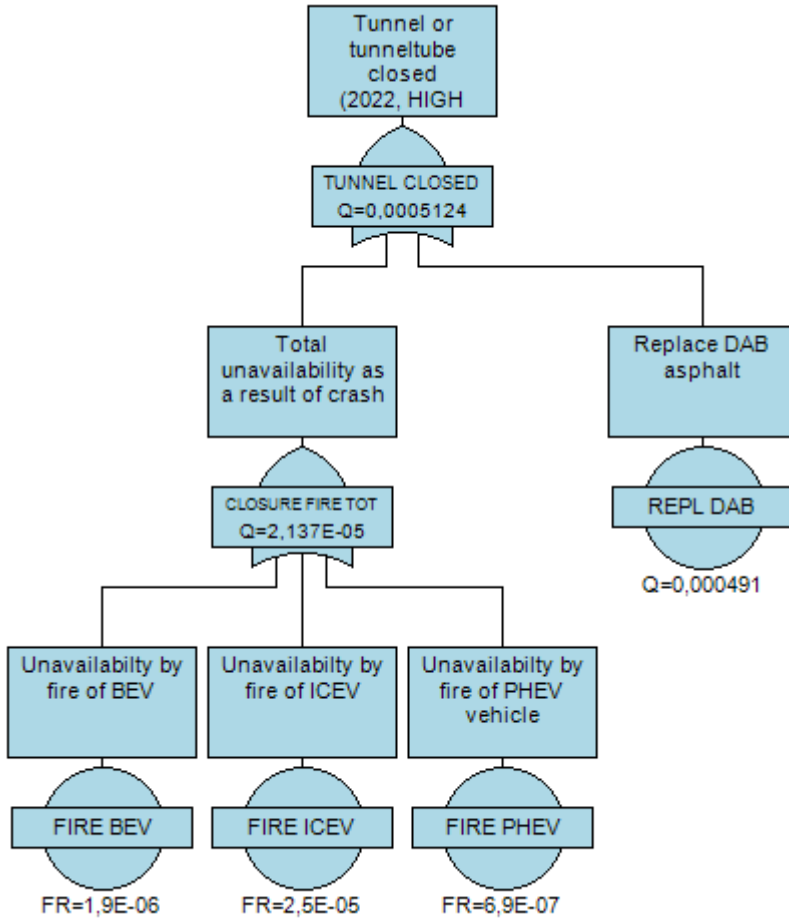 Tunnel or
tunneltube
closed
(2022, HIGH
TUNNEL CLOSED
Q=0,0005124
Total
unavailability as
a result of crash
Replace DAB
asphalt
CLOSURE FIRE TOT
Q=2,137E-05
REPL DAB
Q=0,000491
Unavailabilty by
fire of BEV
Unavailabilty by
fire of ICEV
Unavailabilty by
fire of PHEV
vehicle
FIRE BEV
FIRE ICEV
FIRE PHEV
FR=1,9E-06
FR=2,5E-05
FR=6,9E-07